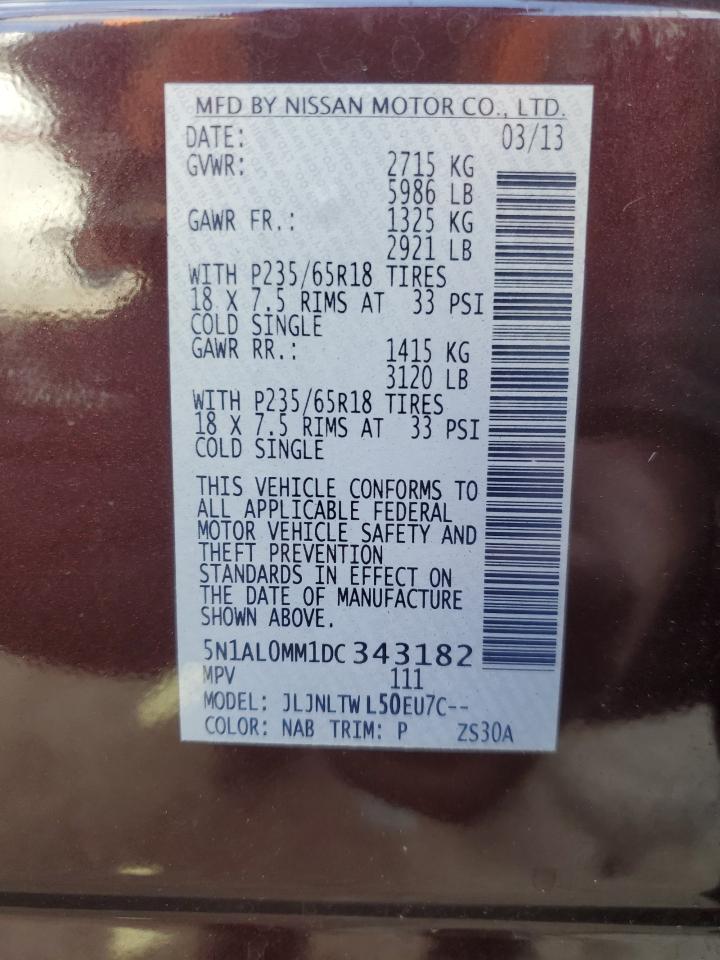 MFD BY NISSAN MOTOR CO., LTD.
DATE: 03/13
GVWR: 2715 KG
5986 LB
GAWR FR.: 1325 KG
2921 LB
WITH P235/65R18 TIRES
18 X 7.5 RIMS AT 33 PSI
COLD SINGLE
GAWR RR.: 1415 KG
3120 LB
WITH P235/65R18 TIRES
18 X 7.5 RIMS AT 33 PSI
COLD SINGLE
THIS VEHICLE CONFORMS TO
ALL APPLICABLE FEDERAL
MOTOR VEHICLE SAFETY AND
THEFT PREVENTION
STANDARDS IN EFFECT ON
THE DATE OF MANUFACTURE
SHOWN ABOVE.
5N1AL0MM1DC343182
MPV 111
MODEL: JLJNLTWL50EU7C--
COLOR: NAB TRIM: P ZS30A